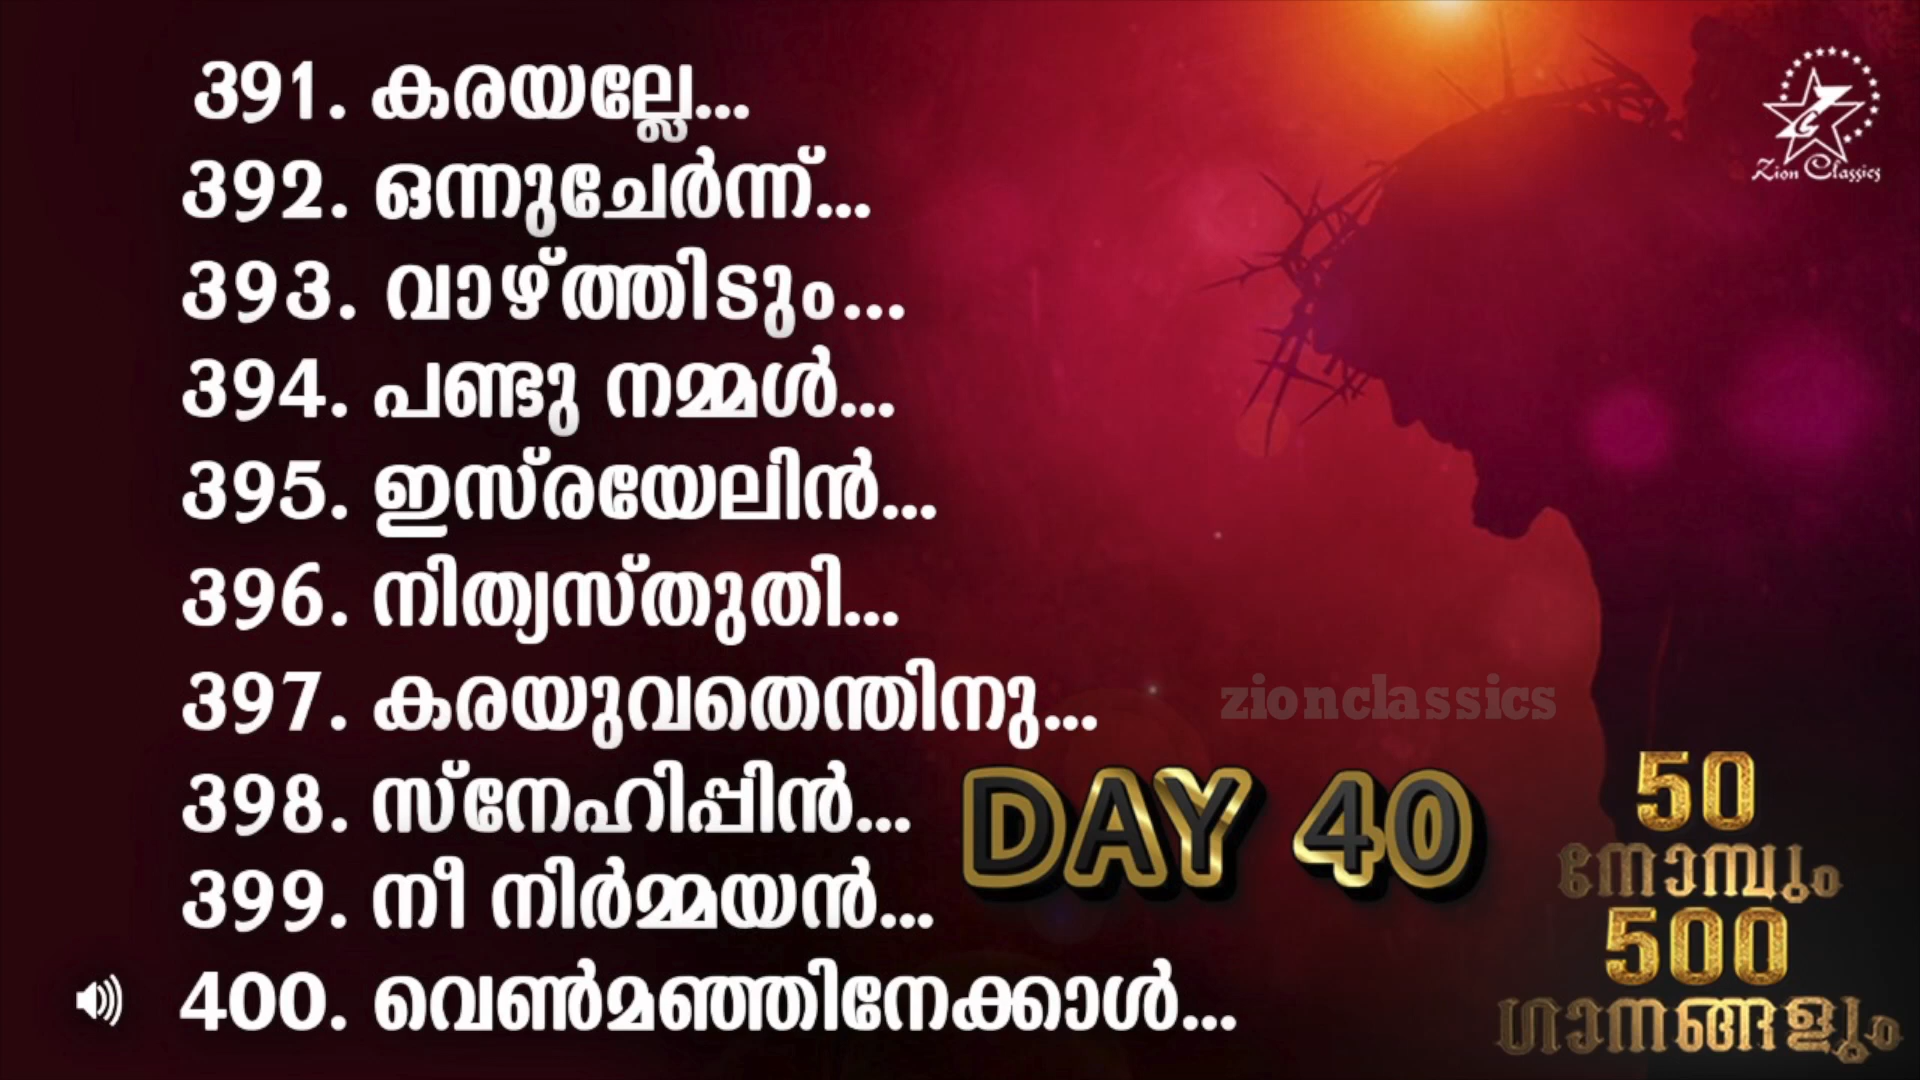 391. കരയല്ലേ...
392. ഒന്നുചേർന്ന്...
393. വാഴ്ത്തിടും...
394. പണ്ടു നമ്മൾ...
395. ഇസ്രയേലിൻ...
396. നിത്യസ്തുതി...
397. കരയുവതെന്തിനു...
398. സ്നേഹിപ്പിൻ...
399. നീ നിർമ്മയൻ...
400. വെൺമഞ്ഞിനേക്കാൾ...
Zion Classics
zionclassics
DAY 40
50
നോമ്പും
500
ഗാനങ്ങളും